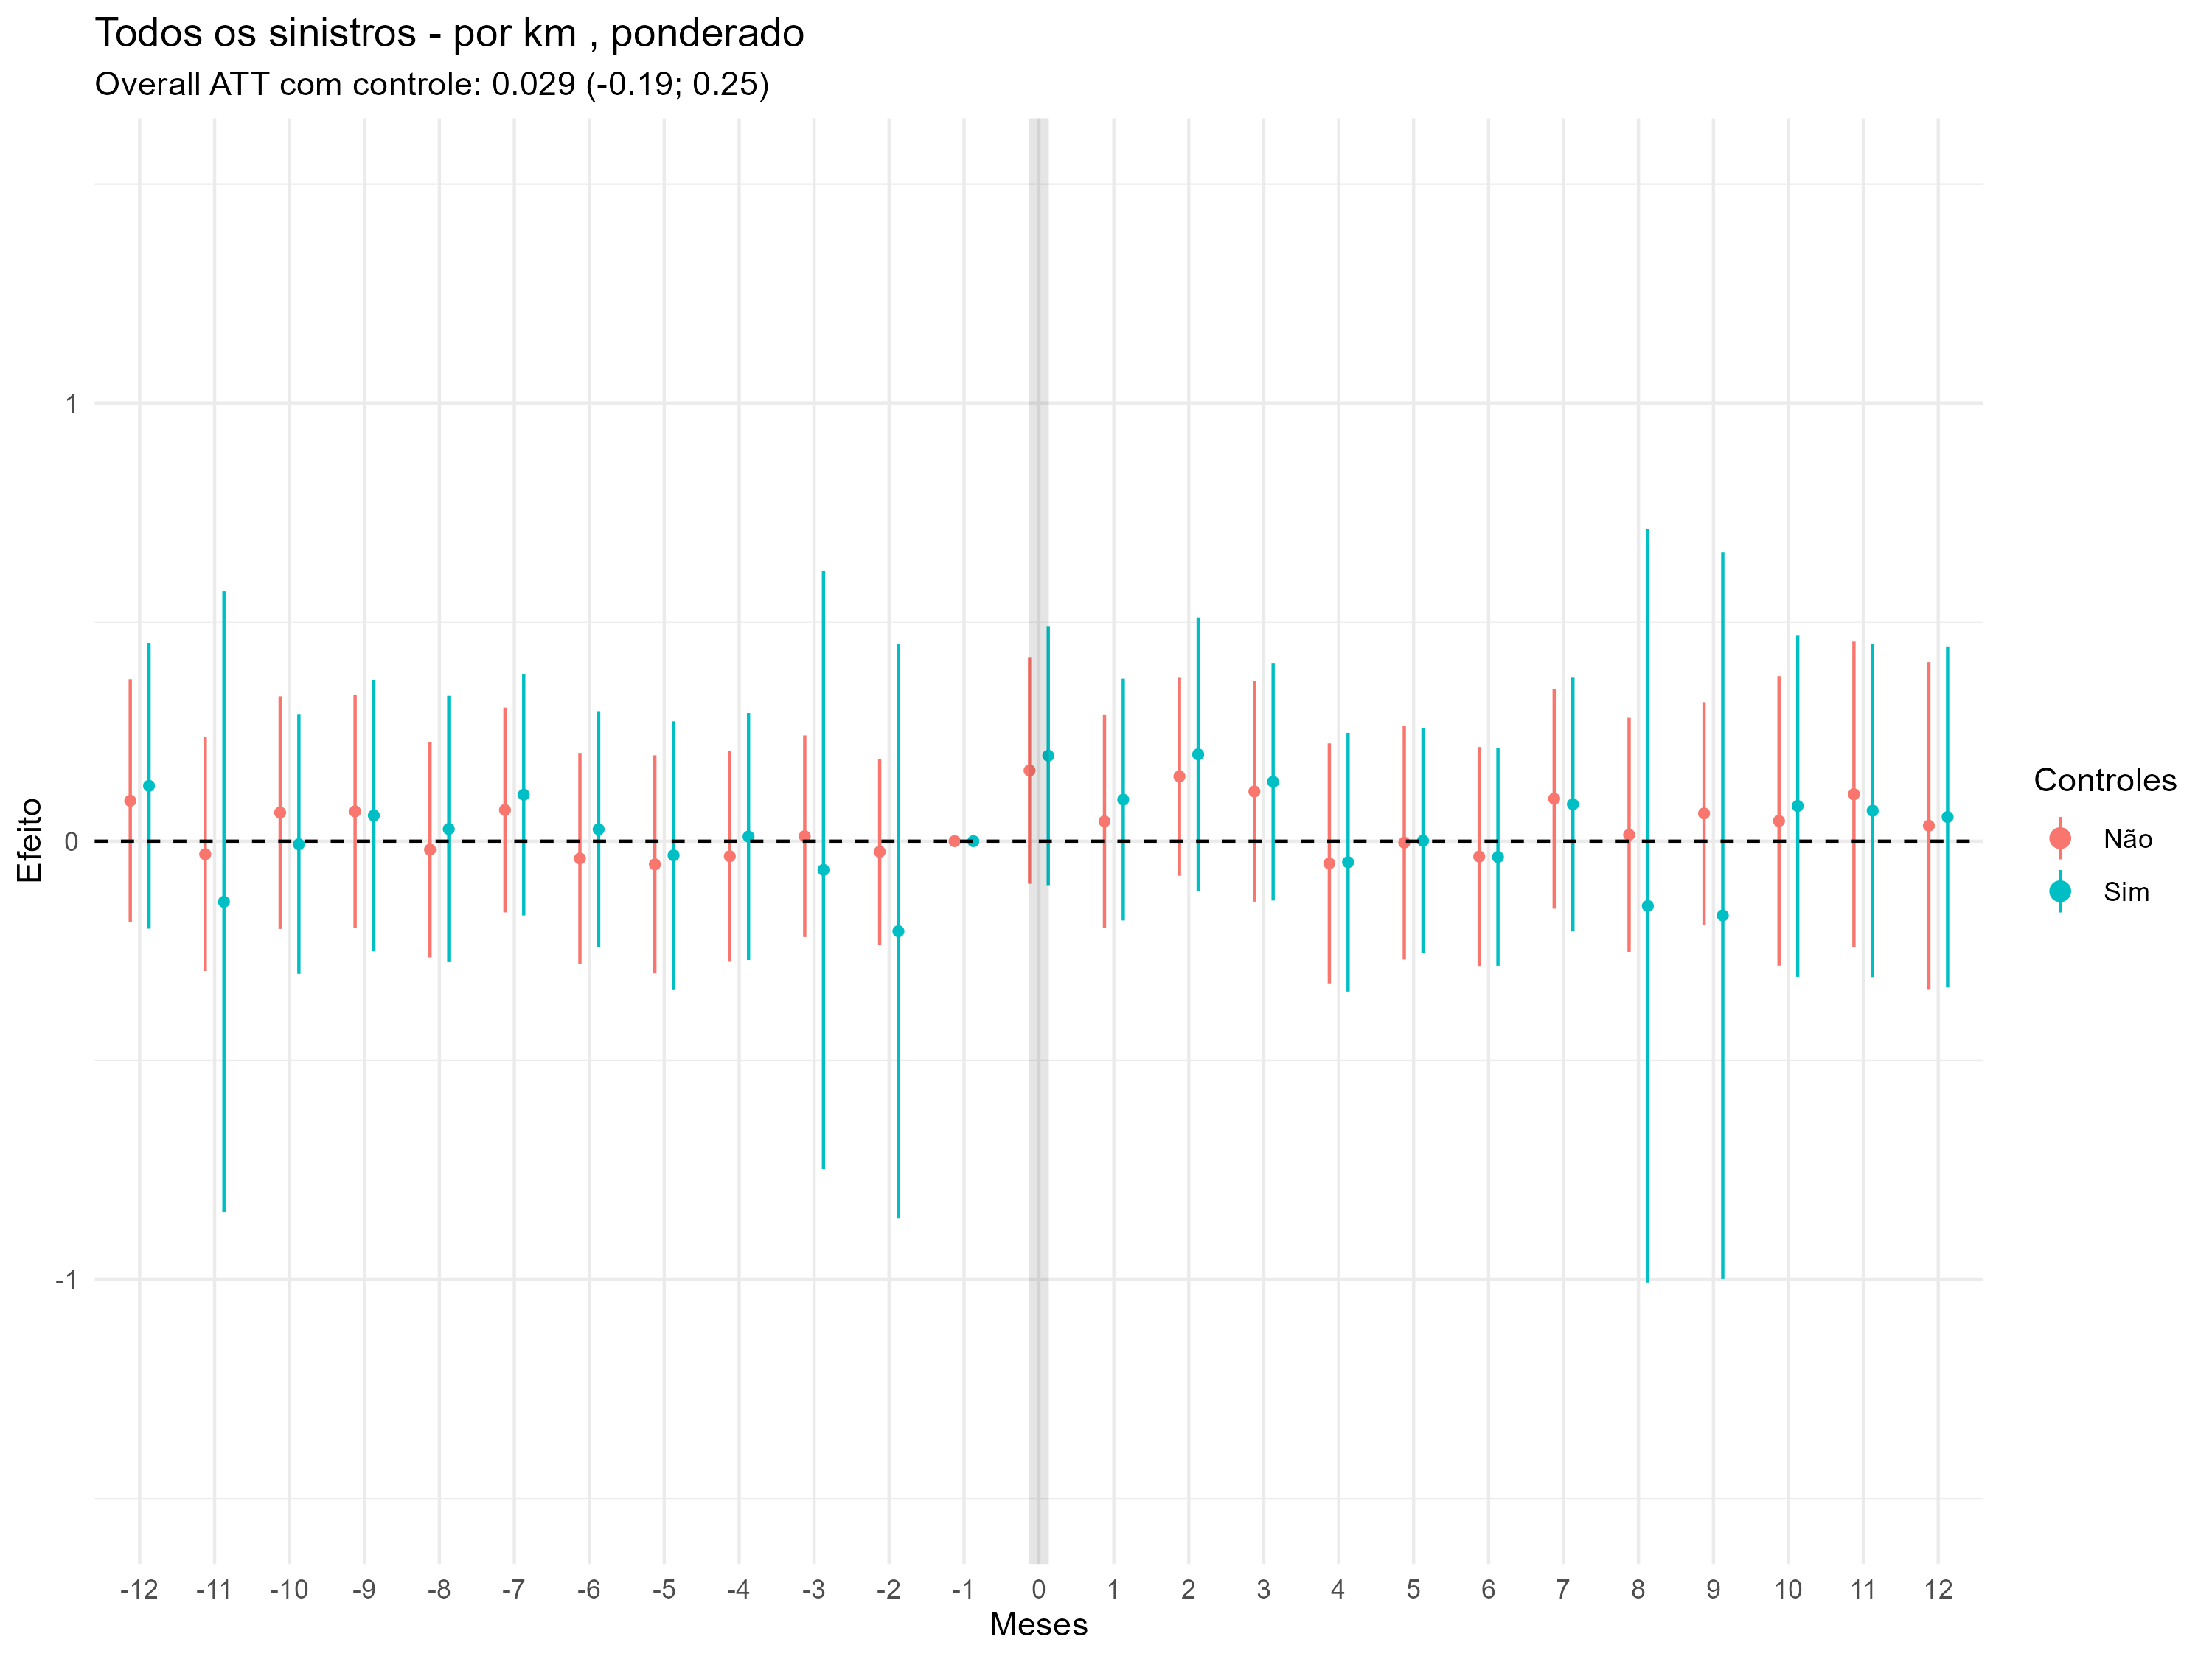 Todos os sinistros - por km , ponderado
Overall ATT com controle: 0.029 (-0.19; 0.25)
Efeito
1
0
-1
-12 -11 -10 -9 -8 -7 -6 -5 -4 -3 -2 -1 0 1 2 3 4 5 6 7 8 9 10 11 12
Meses
Controles
Não
Sim